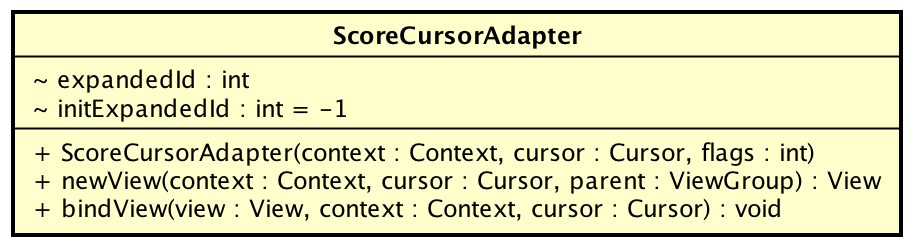 ScoreCursorAdapter
~ expandedId : int
~ initExpandedId : int = -1
+ ScoreCursorAdapter(context : Context, cursor : Cursor, flags : int)
+ newView(context : Context, cursor : Cursor, parent : ViewGroup) : View
+ bindView(view : View, context : Context, cursor : Cursor) : void